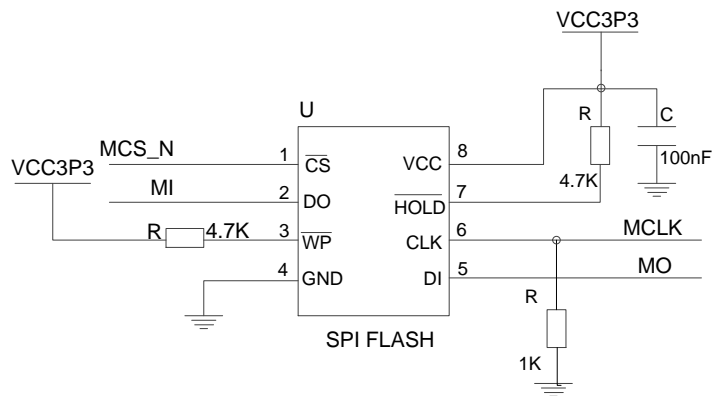 VCC3P3
U
R
C
MCS_N
1
CS
VCC
8
100nF
VCC3P3
MI
2
DO
HOLD
7
4.7K
R
4.7K
3
WP
CLK
6
MCLK
4
GND
DI
5
MO
R
SPI FLASH
1K